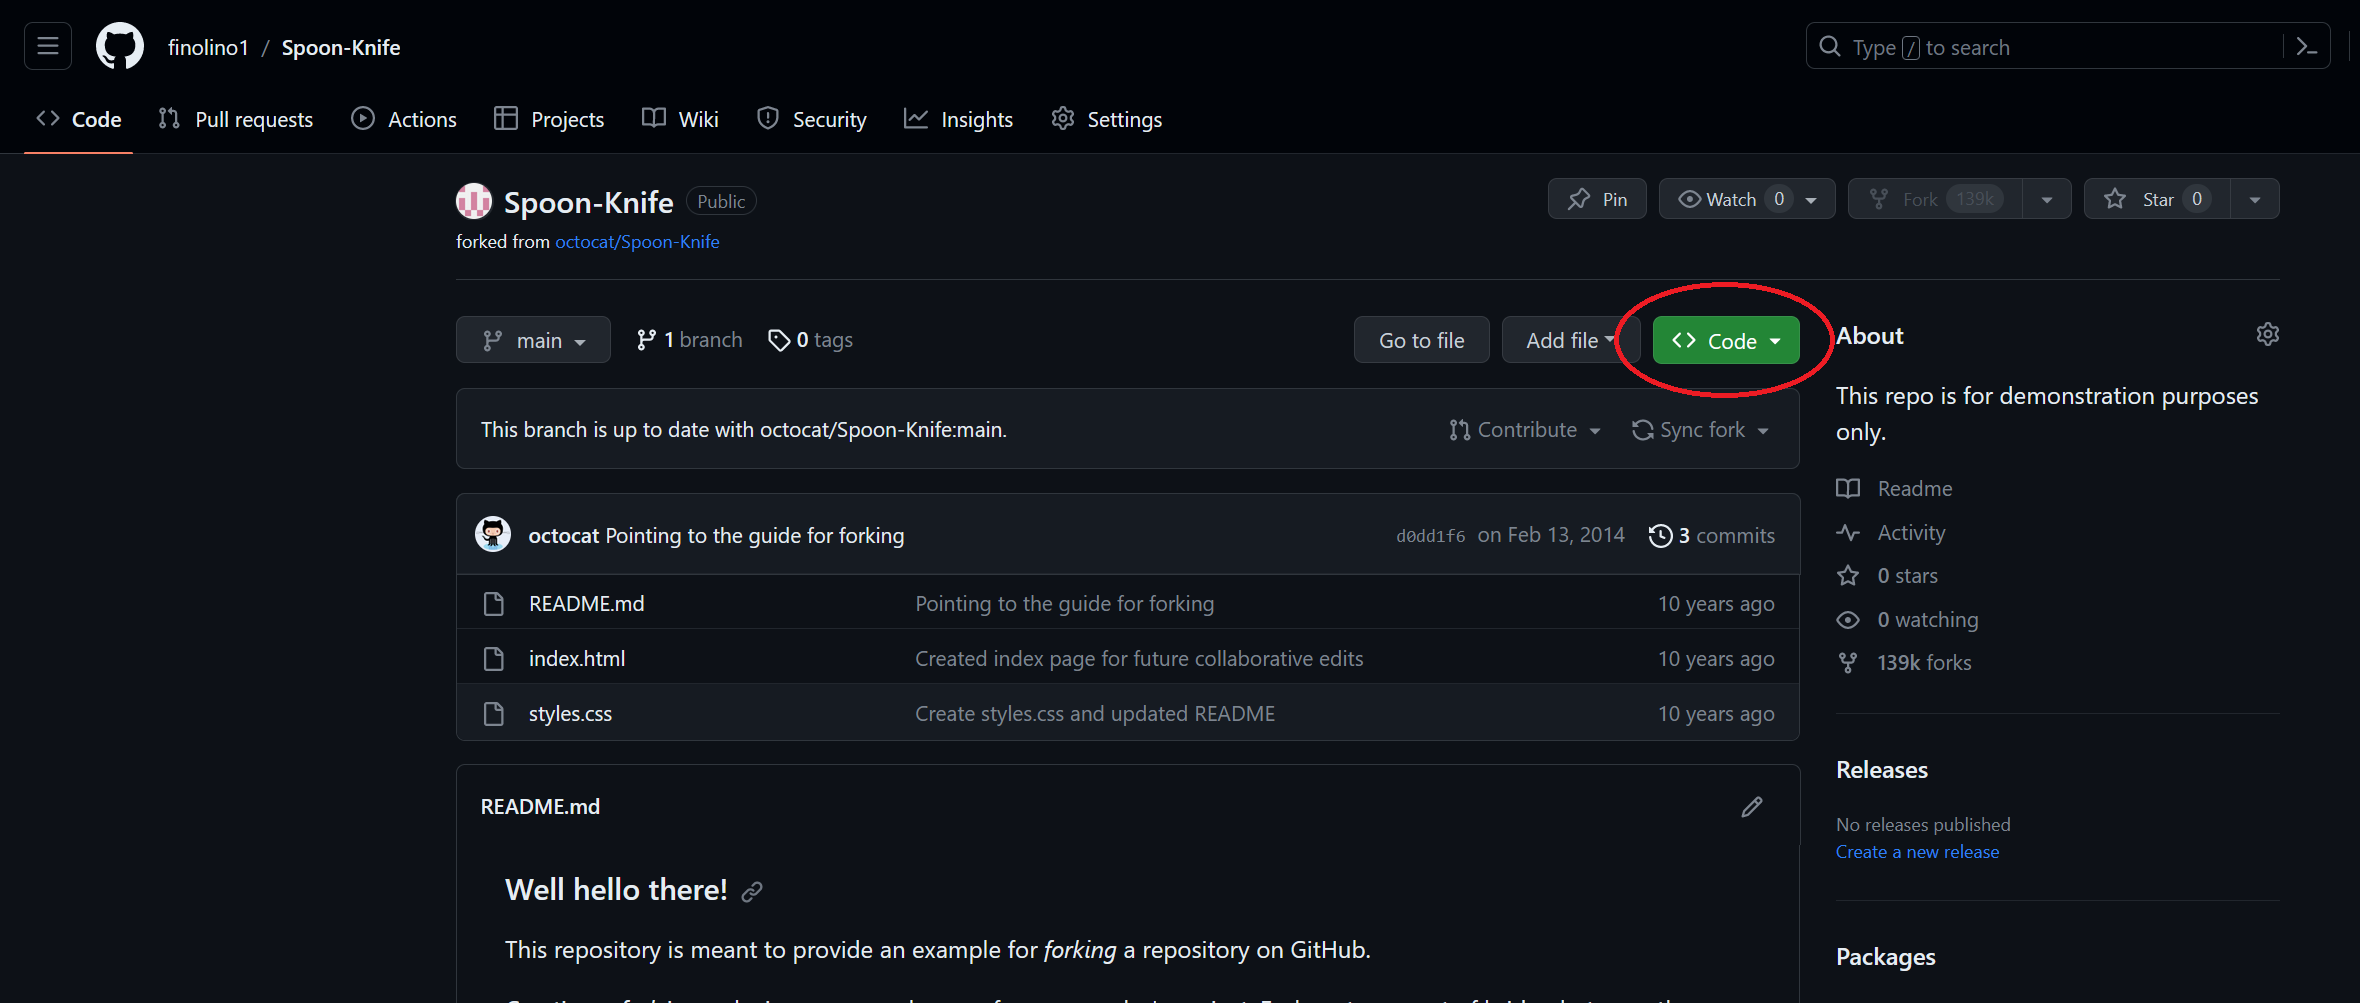 finolino1 / Spoon-Knife
Type / to search
Code Pull requests Actions Projects Wiki Security Insights Settings
Spoon-Knife Public
Pin Watch 0 Fork 139k Star 0
forked from octocat/Spoon-Knife
main 1 branch 0 tags
Go to file Add file Code
About
This repo is for demonstration purposes
only.
This branch is up to date with octocat/Spoon-Knife:main.
Contribute Sync fork
octocat Pointing to the guide for forking d0dd1f6 on Feb 13, 2014 3 commits
README.md Pointing to the guide for forking 10 years ago
index.html Created index page for future collaborative edits 10 years ago
styles.css Create styles.css and updated README 10 years ago
Readme
Activity
0 stars
0 watching
139k forks
Releases
No releases published
Create a new release
Packages
README.md
Well hello there!
This repository is meant to provide an example for forking a repository on GitHub.